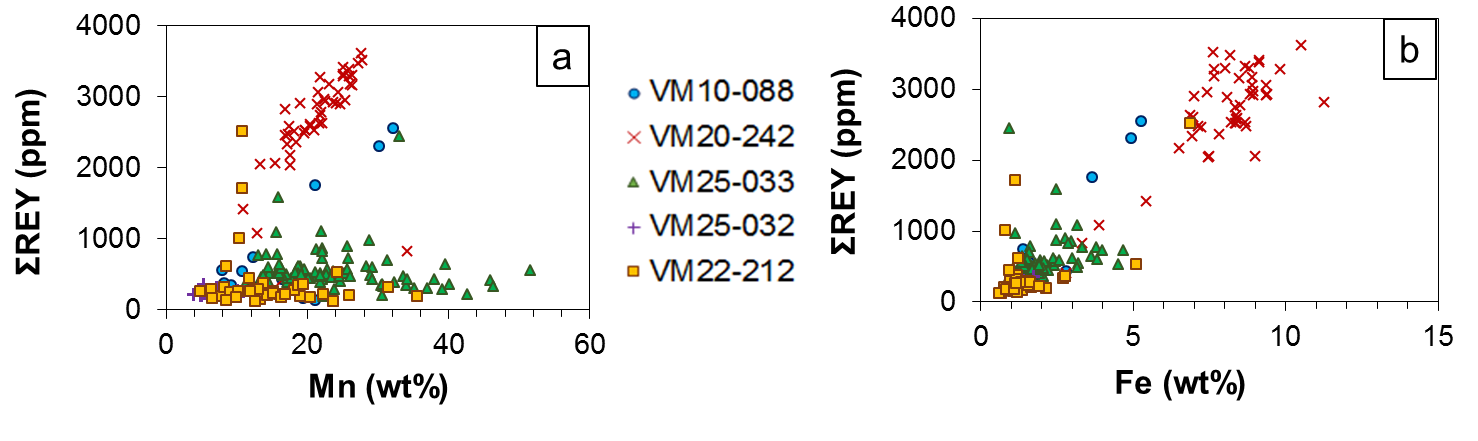 4000
3000
2000
1000
0
ΣREY (ppm)
0 20 40 60
Mn (wt%)
a
VM10-088
VM20-242
VM25-033
VM25-032
VM22-212
4000
3000
2000
1000
0
ΣREY (ppm)
0 5 10 15
Fe (wt%)
b